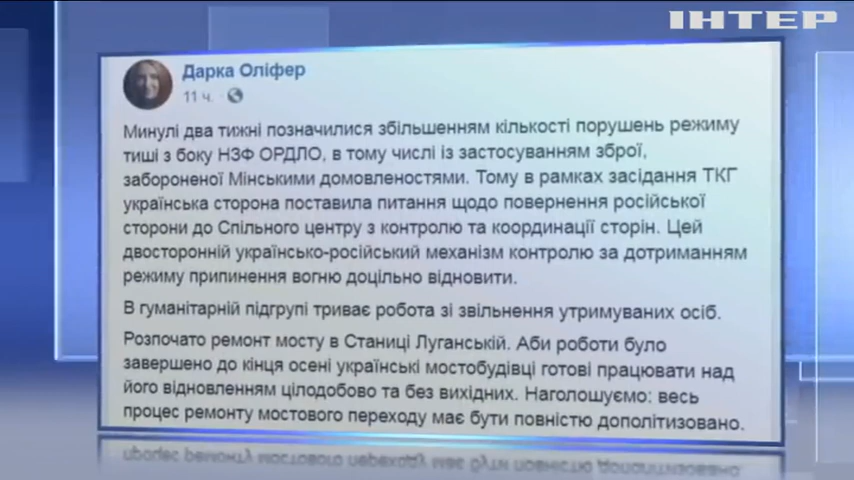 ІНТЕР
Дарка Оліфер
11 ч. ·
Минулі два тижні позначилися збільшенням кількості порушень режиму
тиші з боку НЗФ ОРДЛО, в тому числі із застосуванням зброї,
забороненої Мінськими домовленостями. Тому в рамках засідання ТКГ
українська сторона поставила питання щодо повернення російської
сторони до Спільного центру з контролю та координації сторін. Цей
двосторонній українсько-російський механізм контролю за дотриманням
режиму припинення вогню доцільно відновити.
В гуманітарній підгрупі триває робота зі звільнення утримуваних осіб.
Розпочато ремонт мосту в Станиці Луганській. Аби роботи було
завершено до кінця осені українські мостобудівці готові працювати над
його відновленням цілодобово та без вихідних. Наголошуємо: весь
процес ремонту мостового переходу має бути повністю дополітизовано.